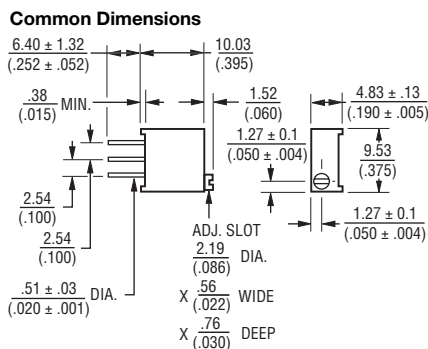 Common Dimensions
6.40 ± 1.32
(.252 ± .052)
10.03
(.395)
.38
(.015)
MIN.
1.52
(.060)
4.83 ± .13
(.190 ± .005)
1.27 ± 0.1
(.050 ± .004)
9.53
(.375)
2.54
(.100)
2.54
(.100)
1.27 ± 0.1
(.050 ± .004)
.51 ± .03
(.020 ± .001)
DIA.
ADJ. SLOT
2.19
(.086)
DIA.
X .56
(.022)
WIDE
X .76
(.030)
DEEP